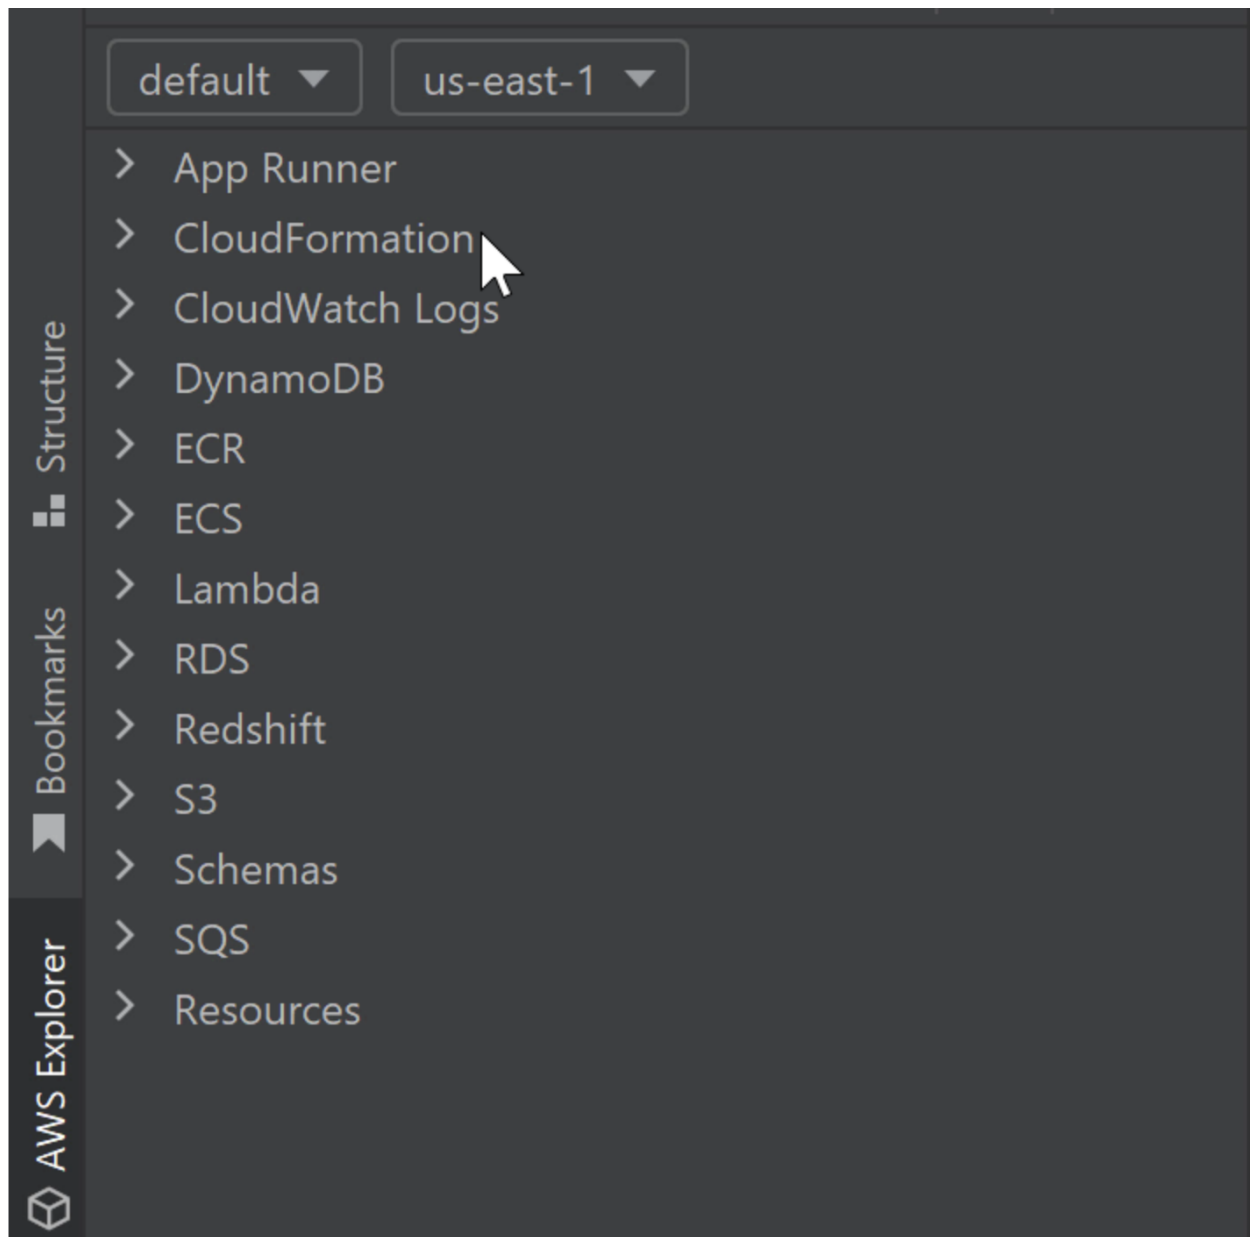 default
us-east-1
App Runner
CloudFormation
CloudWatch Logs
DynamoDB
ECR
ECS
Lambda
RDS
Redshift
S3
Schemas
SQS
Resources
Structure
Bookmarks
AWS Explorer